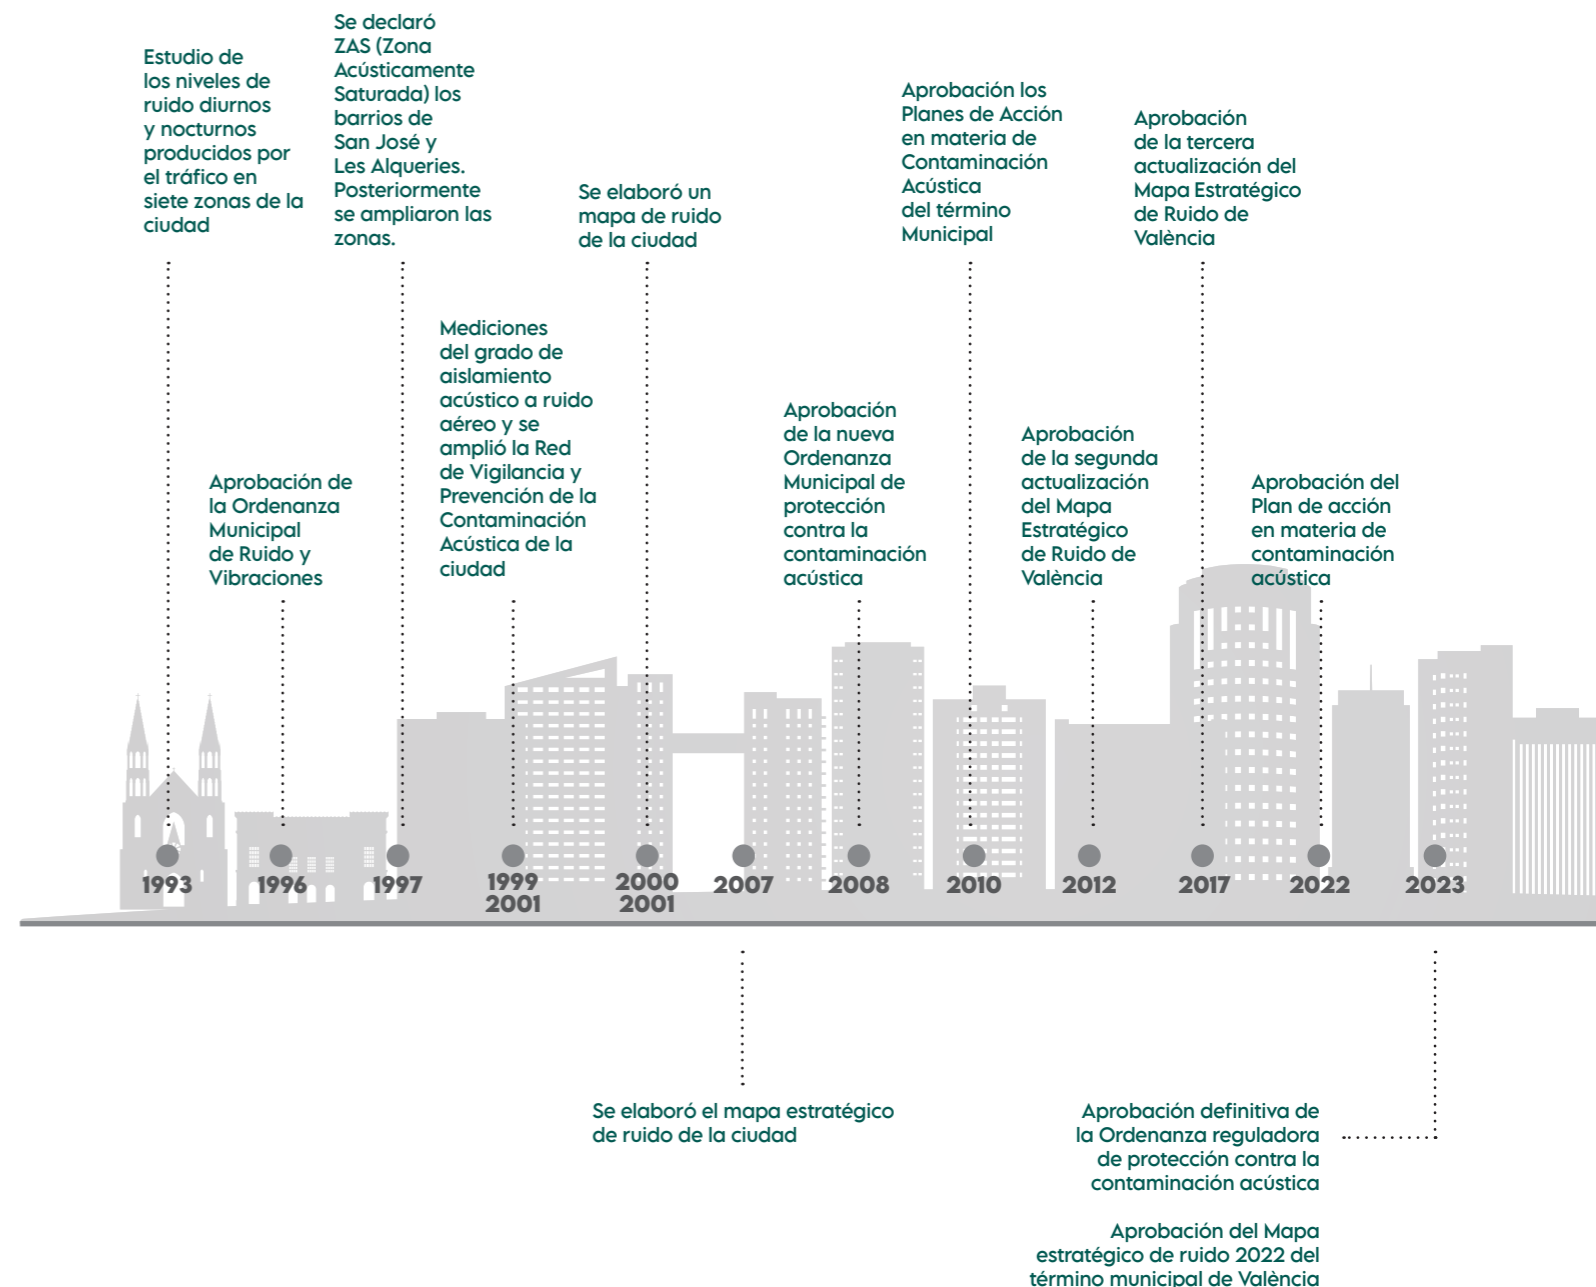 Estudio de
los niveles de
ruido diurnos
y nocturnos
producidos por
el tráfico en
siete zonas de la
ciudad
Se declaró
ZAS (Zona
Acústicamente
Saturada) los
barrios de
San José y
Les Alqueries.
Posteriormente
se ampliaron las
zonas.
Se elaboró un
mapa de ruido
de la ciudad
Aprobación los
Planes de Acción
en materia de
Contaminación
Acústica
del término
Municipal
Aprobación
de la tercera
actualización del
Mapa Estratégico
de Ruido de
València
Aprobación de
la Ordenanza
Municipal
de Ruido y
Vibraciones
Mediciones
del grado de
aislamiento
acústico a ruido
aéreo y se
amplió la Red
de Vigilancia y
Prevención de la
Contaminación
Acústica de la
ciudad
Aprobación
de la nueva
Ordenanza
Municipal de
protección
contra la
contaminación
acústica
Aprobación
de la segunda
actualización
del Mapa
Estratégico
de Ruido de
València
Aprobación del
Plan de acción
en materia de
contaminación
acústica
1993
1996
1997
1999
2001
2000
2001
2007
2008
2010
2012
2017
2022
2023
Se elaboró el mapa estratégico
de ruido de la ciudad
Aprobación definitiva de
la Ordenanza reguladora
de protección contra la
contaminación acústica
Aprobación del Mapa
estratégico de ruido 2022 del
término municipal de València